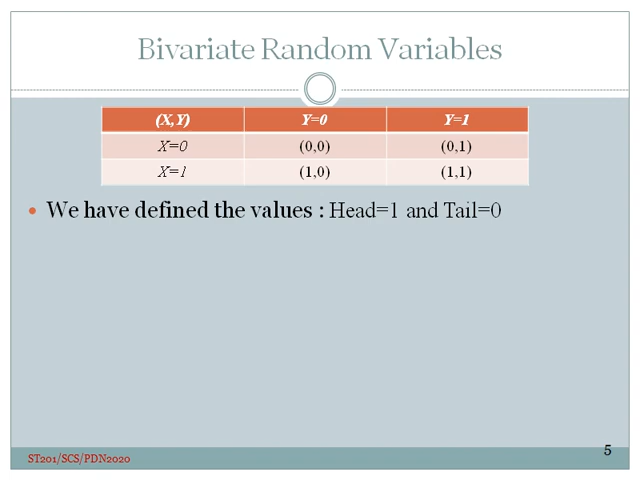 Bivariate Random Variables
(X,Y) Y=0 Y=1
X=0 (0,0) (0,1)
X=1 (1,0) (1,1)
• We have defined the values : Head=1 and Tail=0
5
ST201/SCS/PDN2020